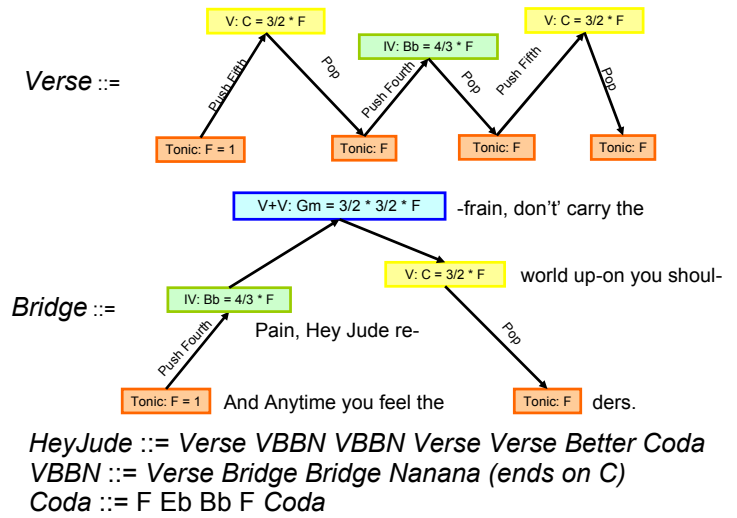 V: C = 3/2 * F
V: C = 3/2 * F
IV: Bb = 4/3 * F
Verse ::=
Push Fifth
Pop
Push Fourth
Pop
Push Fifth
Pop
Tonic: F = 1
Tonic: F
Tonic: F
Tonic: F
V+V: Gm = 3/2 * 3/2 * F
-frain, don't' carry the
V: C = 3/2 * F
world up-on you shoul-
Bridge ::=
IV: Bb = 4/3 * F
Pain, Hey Jude re-
Push Fourth
Pop
Tonic: F = 1
And Anytime you feel the
Tonic: F
ders.
HeyJude ::= Verse VBBN VBBN Verse Verse Better Coda
VBBN ::= Verse Bridge Bridge Nanana (ends on C)
Coda ::= F Eb Bb F Coda